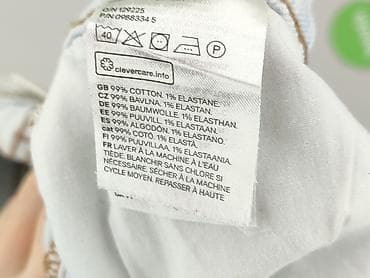 O/N 129225
P/N 0988334 5
40 P
clevercare.info
GB 99% COTTON. 1% ELASTANE.
CZ 99% BAVLNA. 1% ELASTAN.
DE 99% BAUMWOLLE. 1% ELASTHAN.
EE 99% PUUVILL. 1% ELASTAAN.
ES 99% ALGODÓN. 1% ELASTANO.
cat 99% COTÓ. 1% ELASTÀ.
FI 99% PUUVILLAA. 1% ELASTAANIA.
FR LAVER À LA MACHINE À L'EAU
TIÈDE. BLANCHIR SANS CHLORE SI
NÉCESSAIRE. SÉCHER À LA MACHINE
CYCLE MOYEN. REPASSER À HAUTE